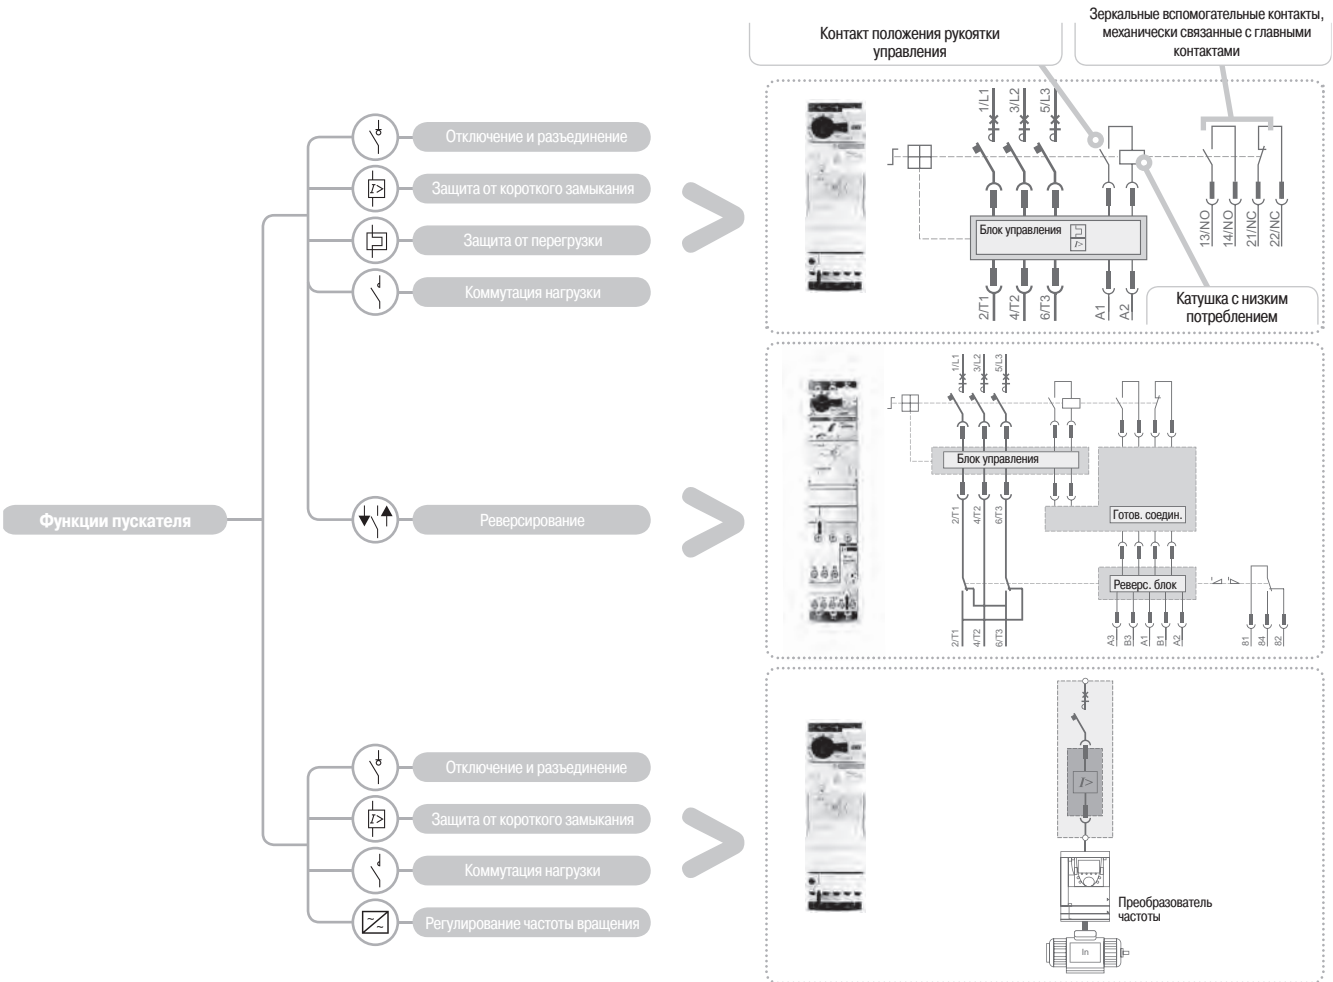 Контакт положения рукоятки
управления
Зеркальные вспомогательные контакты,
механически связанные с главными
контактами
Отключение и разъединение
Защита от короткого замыкания
Защита от перегрузки
Коммутация нагрузки
1/L1
3/L2
5/L3
Блок управления
I>
13/NO
14/NO
21/NC
22/NC
2/T1
4/T2
6/T3
A1
A2
Катушка с низким
потреблением
Функции пускателя
Реверсирование
1/L1
3/L2
5/L3
Блок управления
2/T1
4/T2
6/T3
Готов. соедин.
Реверс. блок
2/T1
4/T2
6/T3
A3
B3
A1
B1
A2
81
84
82
Отключение и разъединение
I>
Защита от короткого замыкания
Коммутация нагрузки
Регулирование частоты вращения
I>
Преобразователь
частоты
In